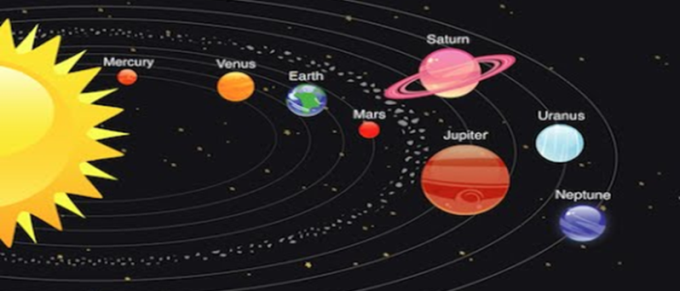 Mercury
Venus
Earth
Mars
Saturn
Jupiter
Uranus
Neptune